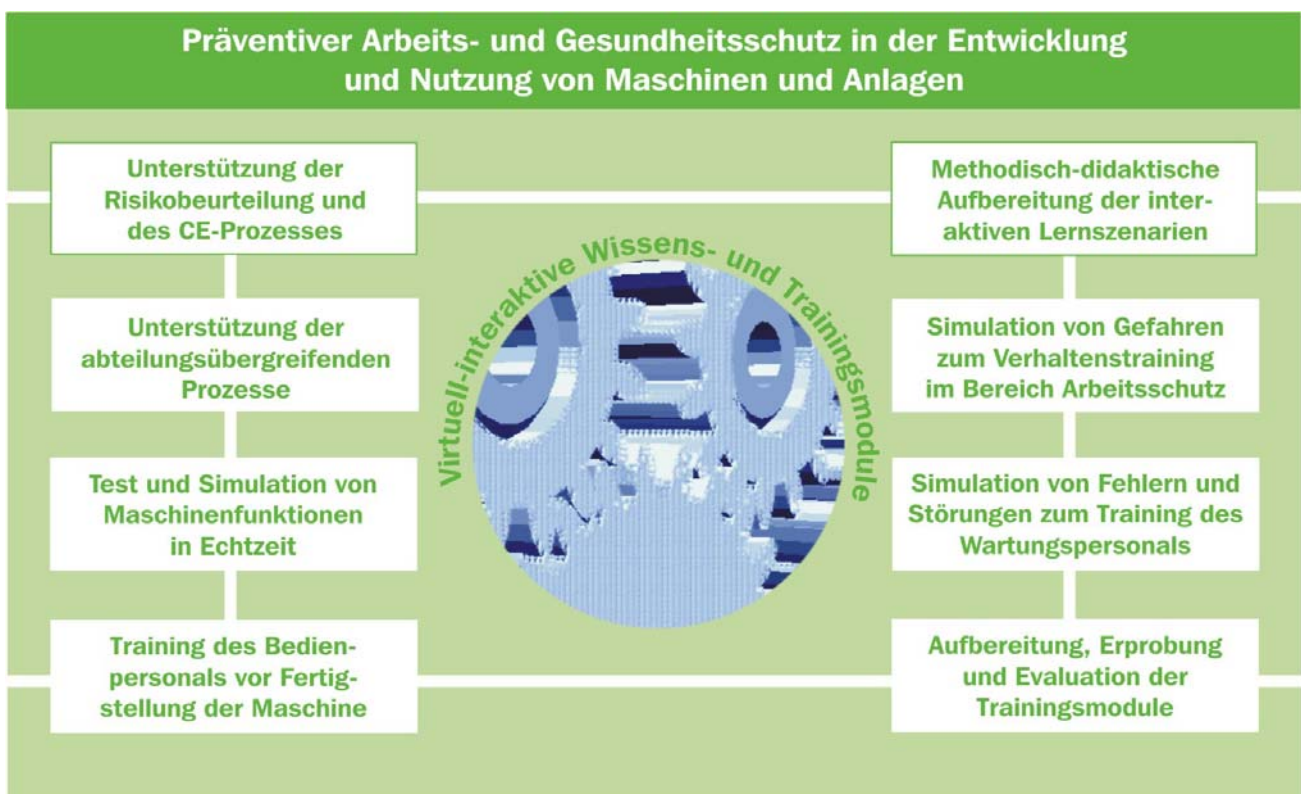 Präventiver Arbeits- und Gesundheitsschutz in der Entwicklung
und Nutzung von Maschinen und Anlagen
Unterstützung der
Risikobeurteilung und
des CE-Prozesses
Unterstützung der
abteilungsübergreifenden
Prozesse
Test und Simulation von
Maschinenfunktionen
in Echtzeit
Training des Bedien-
personals vor Fertig-
stellung der Maschine
Virtuell-interaktive Wissens- und Trainingsmodule
Methodisch-didaktische
Aufbereitung der inter-
aktiven Lernszenarien
Simulation von Gefahren
zum Verhaltenstraining
im Bereich Arbeitsschutz
Simulation von Fehlern und
Störungen zum Training des
Wartungspersonals
Aufbereitung, Erprobung
und Evaluation der
Trainingsmodule